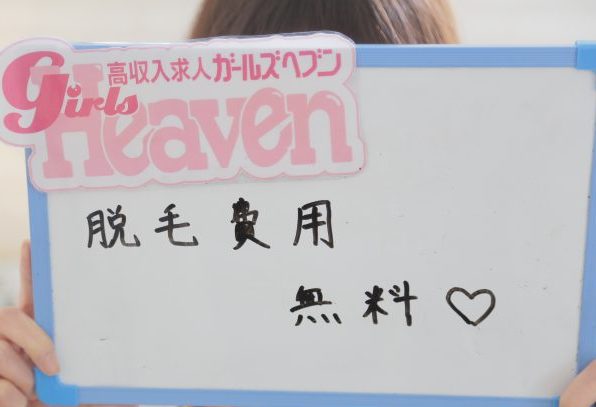 高収入求人ガールズヘブン
Girls
Heaven
脱毛費用
無料♡